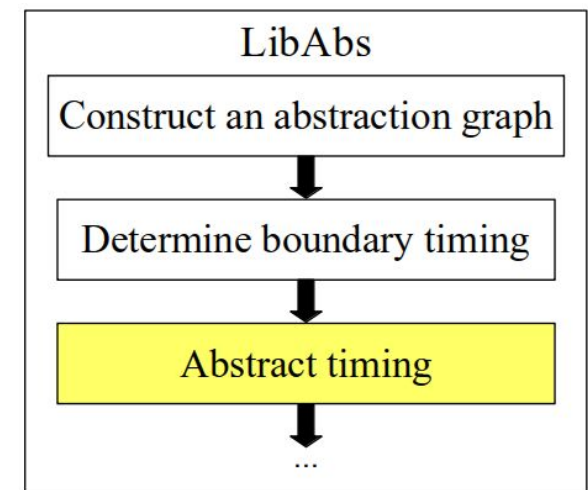 LibAbs
Construct an abstraction graph
Determine boundary timing
Abstract timing
...